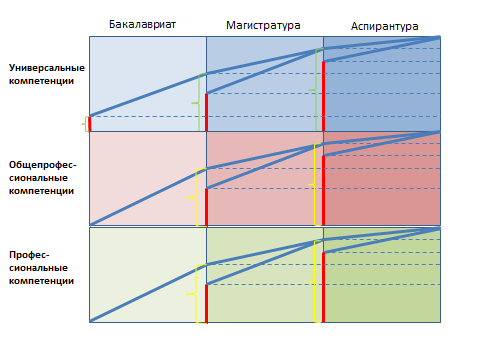 Бакалавриат Магистратура Аспирантура
Универсальные
компетенции
Общепрофес-
сиональные
компетенции
Профес-
сиональные
компетенции